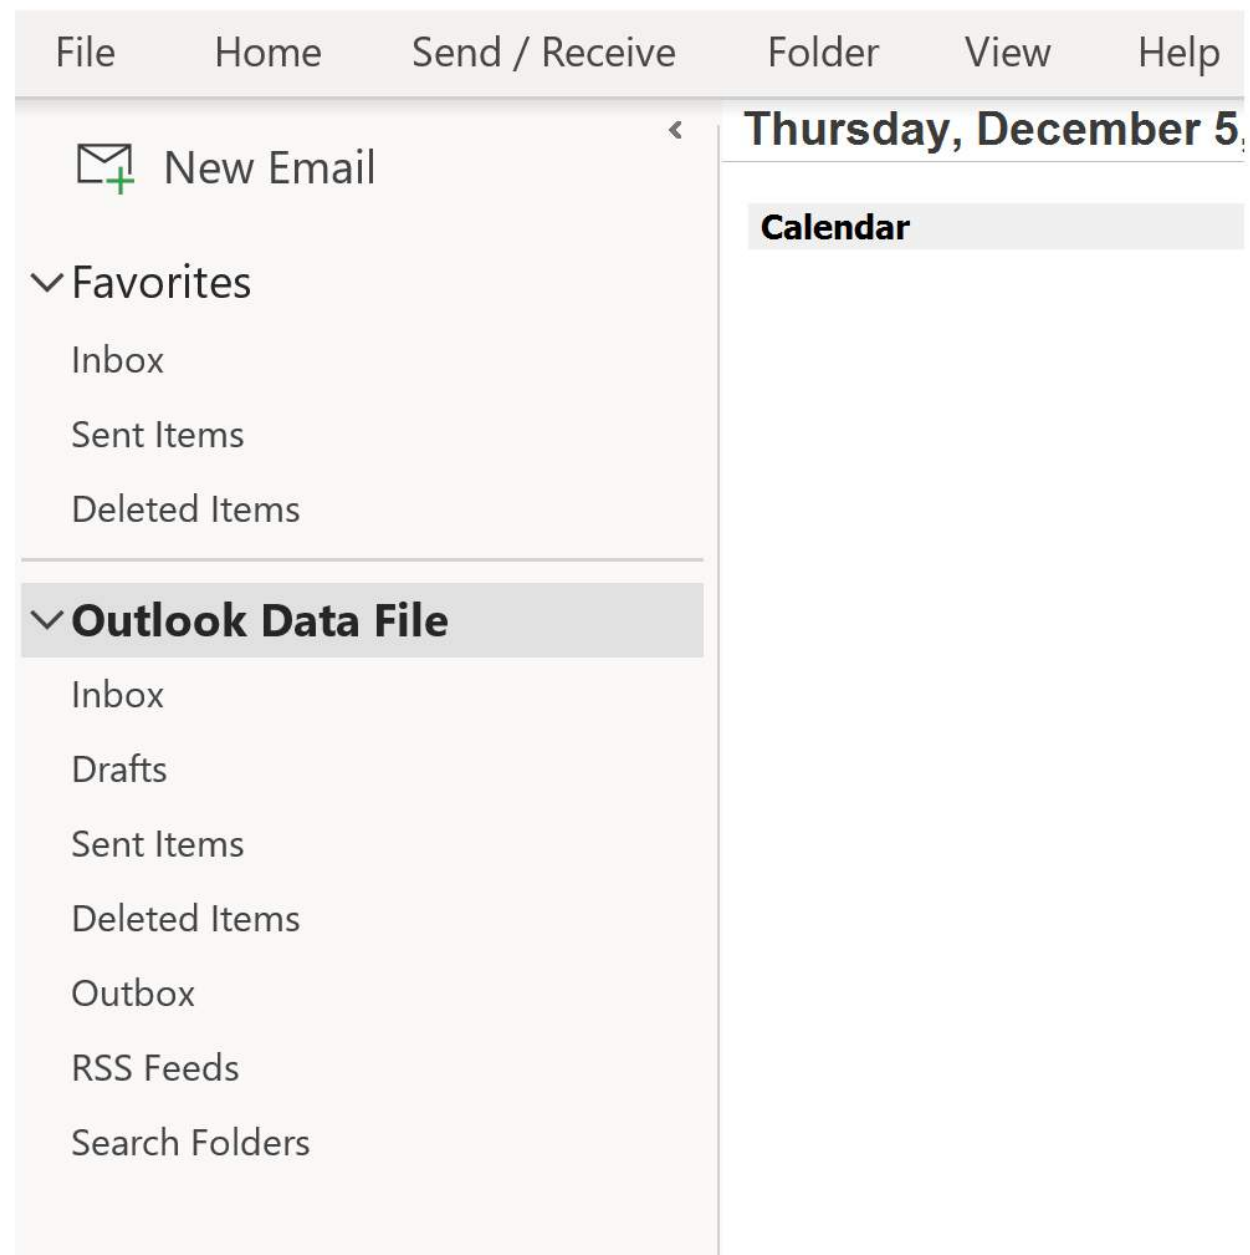 File Home Send / Receive Folder View Help
New Email
Favorites
Inbox
Sent Items
Deleted Items
Outlook Data File
Inbox
Drafts
Sent Items
Deleted Items
Outbox
RSS Feeds
Search Folders
Thursday, December 5,
Calendar